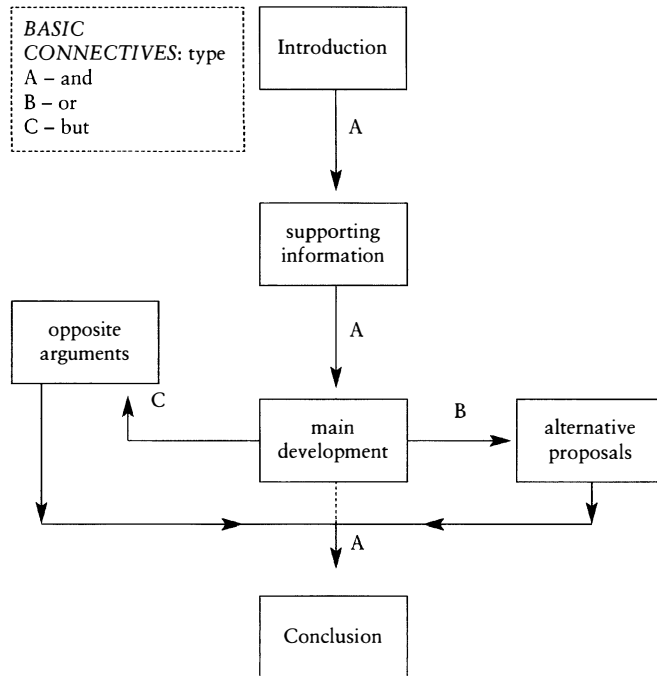 BASIC
CONNECTIVES: type
A – and
B – or
C – but
Introduction
A
supporting
information
A
opposite
arguments
C
main
development
B
alternative
proposals
A
Conclusion